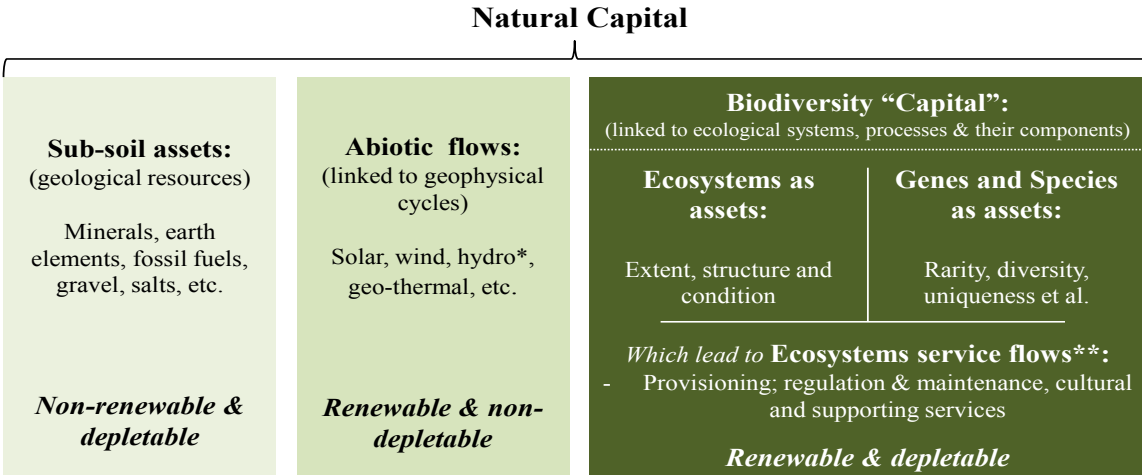 Natural Capital
Sub-soil assets:
(geological resources)
Minerals, earth
elements, fossil fuels,
gravel, salts, etc.
Non-renewable &
depletable
Abiotic flows:
(linked to geophysical
cycles)
Solar, wind, hydro*,
geo-thermal, etc.
Renewable & non-
depletable
Biodiversity “Capital”:
(linked to ecological systems, processes & their components)
Ecosystems as
assets:
Extent, structure and
condition
Genes and Species
as assets:
Rarity, diversity,
uniqueness et al.
Which lead to Ecosystems service flows**:
- Provisioning; regulation & maintenance, cultural
and supporting services
Renewable & depletable